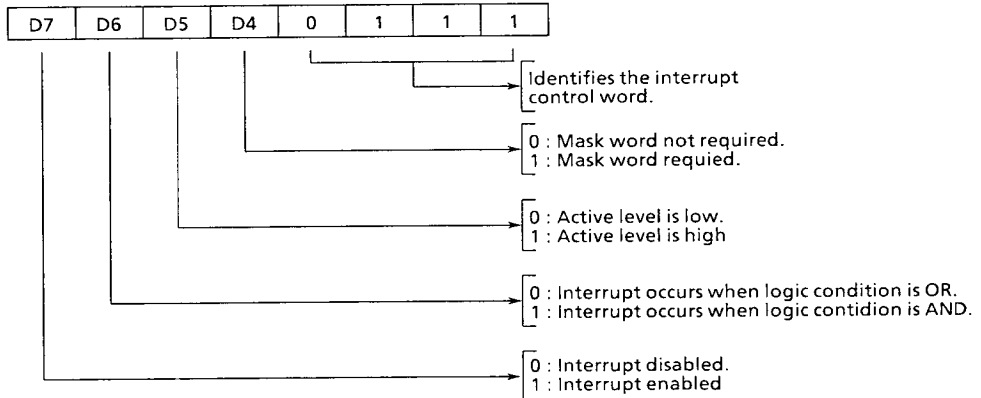 D7 D6 D5 D4 0 1 1 1
Identifies the interrupt
control word.
0 : Mask word not required.
1 : Mask word requied.
0 : Active level is low.
1 : Active level is high
0 : Interrupt occurs when logic condition is OR.
1 : Interrupt occurs when logic contidion is AND.
0 : Interrupt disabled.
1 : Interrupt enabled